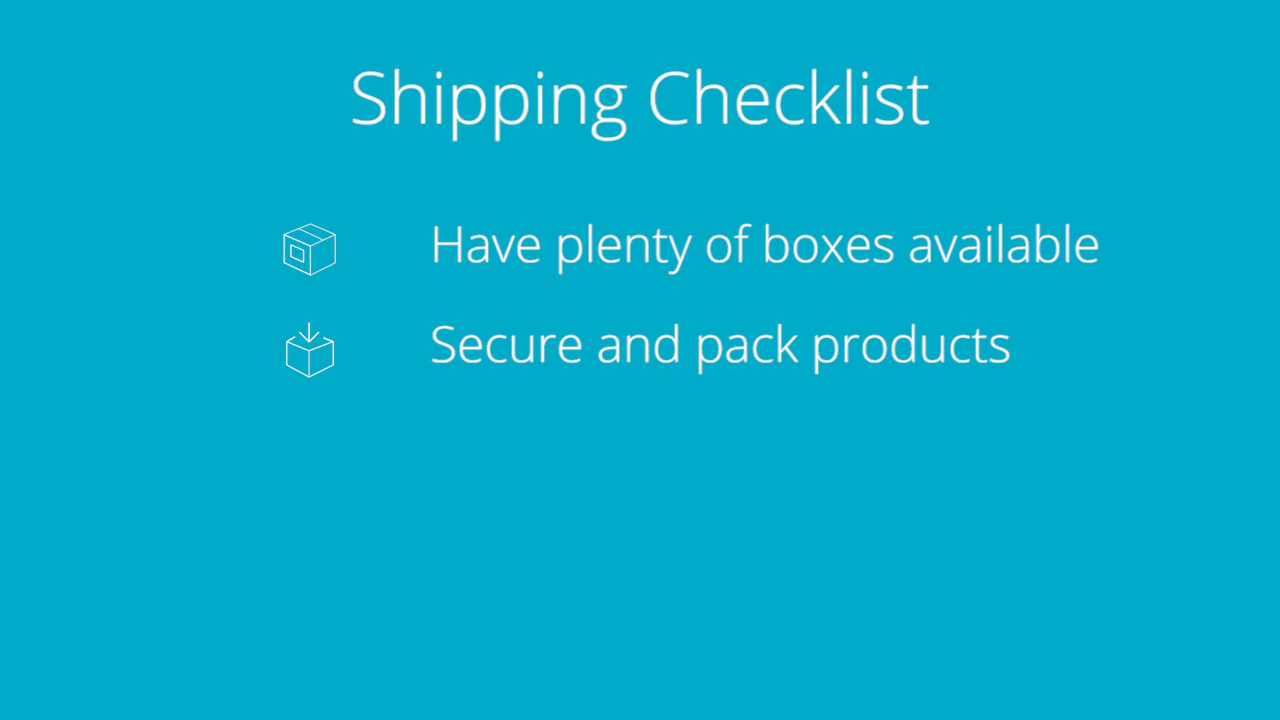 Shipping Checklist
Have plenty of boxes available
Secure and pack products